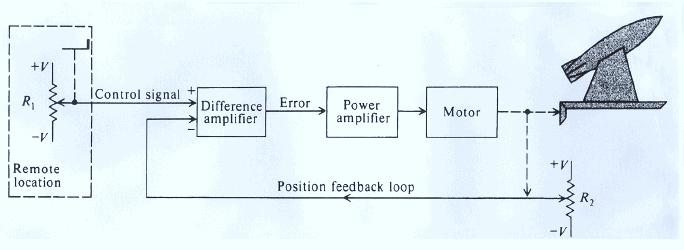 +V
R1
−V
Remote
location
Control signal
+
−
Difference
amplifier
Error
Power
amplifier
Motor
Position feedback loop
+V
R2
−V